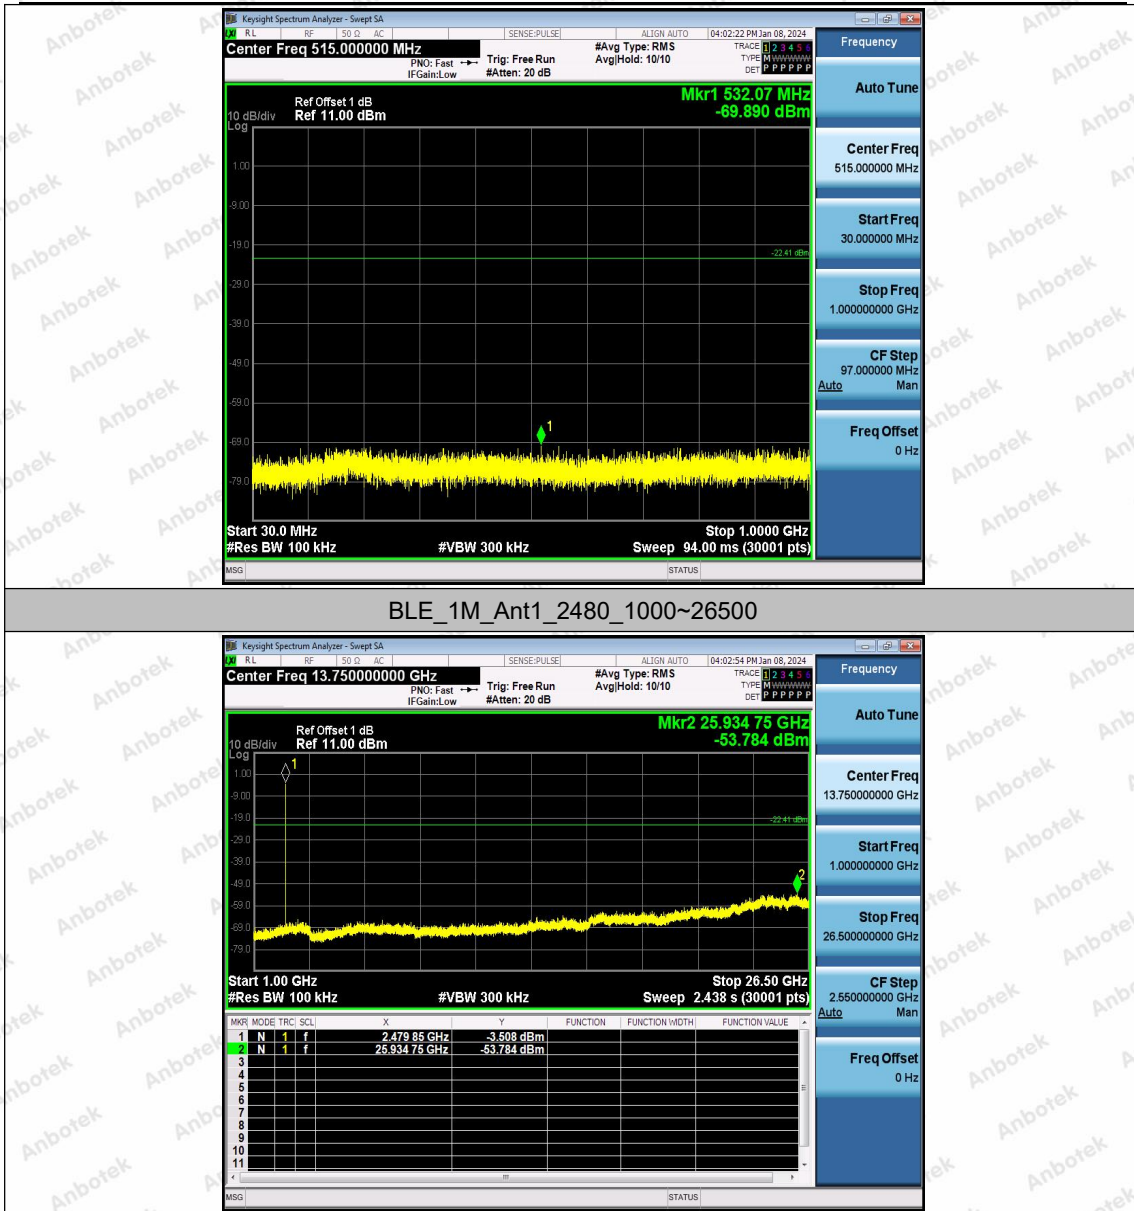 Keysight Spectrum Analyzer - Swept SA
LXI RL RF 50 Ω AC SENSE:PULSE ALIGN AUTO 04:02:22 PM Jan 08, 2024
Center Freq 515.000000 MHz
PNO: Fast
IFGain:Low
Trig: Free Run
#Atten: 20 dB
#Avg Type: RMS
Avg|Hold: 10/10
TRACE 1 2 3 4 5 6
TYPE M W W W W W
DET P P P P P P
Ref Offset 1 dB
10 dB/div Ref 11.00 dBm
Log
Mkr1 532.07 MHz
-69.890 dBm
1.00
-9.00
-19.0
-22.41 dBm
-29.0
-39.0
-49.0
-59.0
1
-69.0
-79.0
Start 30.0 MHz Stop 1.0000 GHz
#Res BW 100 kHz #VBW 300 kHz Sweep 94.00 ms (30001 pts)
MSG STATUS
Frequency
Auto Tune
Center Freq
515.000000 MHz
Start Freq
30.000000 MHz
Stop Freq
1.000000000 GHz
CF Step
97.000000 MHz
Auto Man
Freq Offset
0 Hz
BLE_1M_Ant1_2480_1000~26500
Keysight Spectrum Analyzer - Swept SA
LXI RL RF 50 Ω AC SENSE:PULSE ALIGN AUTO 04:02:54 PM Jan 08, 2024
Center Freq 13.750000000 GHz
PNO: Fast
IFGain:Low
Trig: Free Run
#Atten: 20 dB
#Avg Type: RMS
Avg|Hold: 10/10
TRACE 1 2 3 4 5 6
TYPE M W W W W W
DET P P P P P P
Ref Offset 1 dB
10 dB/div Ref 11.00 dBm
Log
Mkr2 25.934 75 GHz
-53.784 dBm
1
1.00
-9.00
-19.0
-22.41 dBm
-29.0
-39.0
-49.0
2
-59.0
-69.0
-79.0
Start 1.00 GHz Stop 26.50 GHz
#Res BW 100 kHz #VBW 300 kHz Sweep 2.438 s (30001 pts)
MKR MODE TRC SCL X Y FUNCTION FUNCTION WIDTH FUNCTION VALUE
1 N 1 f 2.479 85 GHz -3.508 dBm
2 N 1 f 25.934 75 GHz -53.784 dBm
3
4
5
6
7
8
9
10
11
MSG STATUS
Frequency
Auto Tune
Center Freq
13.750000000 GHz
Start Freq
1.000000000 GHz
Stop Freq
26.500000000 GHz
CF Step
2.550000000 GHz
Auto Man
Freq Offset
0 Hz
Anbotek